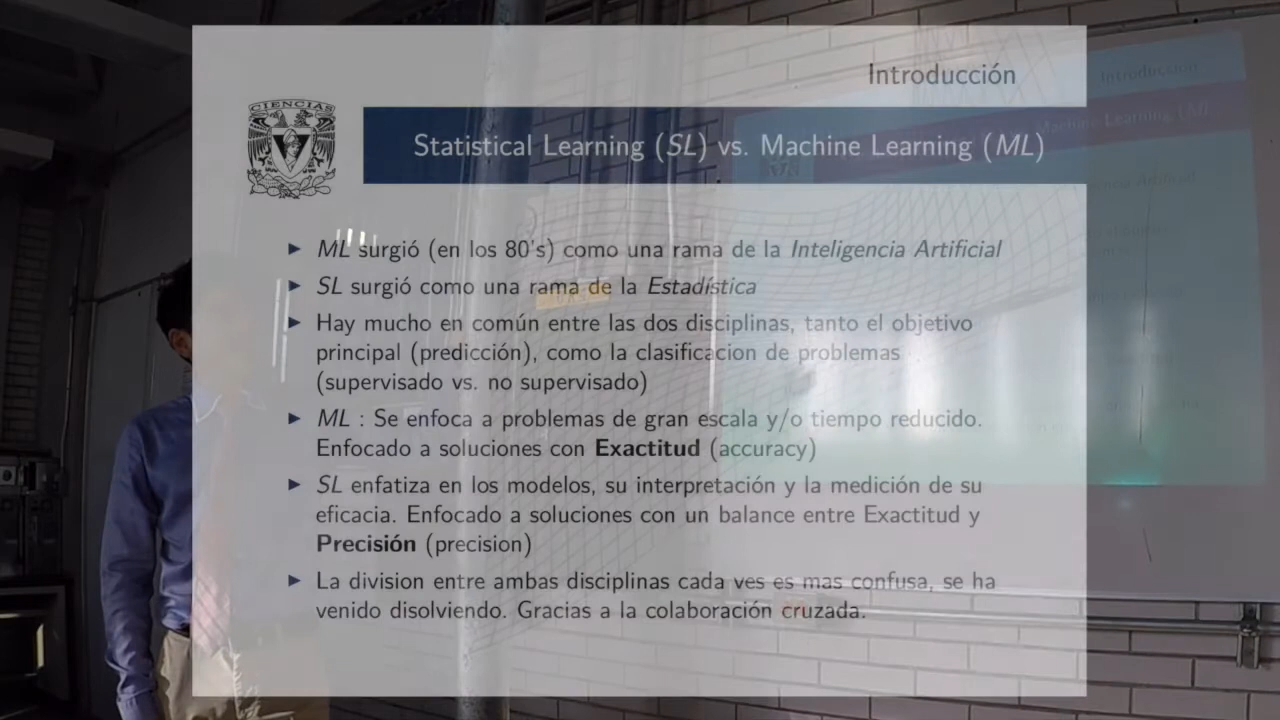 Introducción
CIENCIAS
Statistical Learning (SL) vs. Machine Learning (ML)
ML surgió (en los 80's) como una rama de la Inteligencia Artificial
SL surgió como una rama de la Estadística
Hay mucho en común entre las dos disciplinas, tanto el objetivo
principal (predicción), como la clasificacion de problemas
(supervisado vs. no supervisado)
ML : Se enfoca a problemas de gran escala y/o tiempo reducido.
Enfocado a soluciones con Exactitud (accuracy)
SL enfatiza en los modelos, su interpretación y la medición de su
eficacia. Enfocado a soluciones con un balance entre Exactitud y
Precisión (precision)
La division entre ambas disciplinas cada ves es mas confusa, se ha
venido disolviendo. Gracias a la colaboración cruzada.
Introducción
Machine Learning (ML)